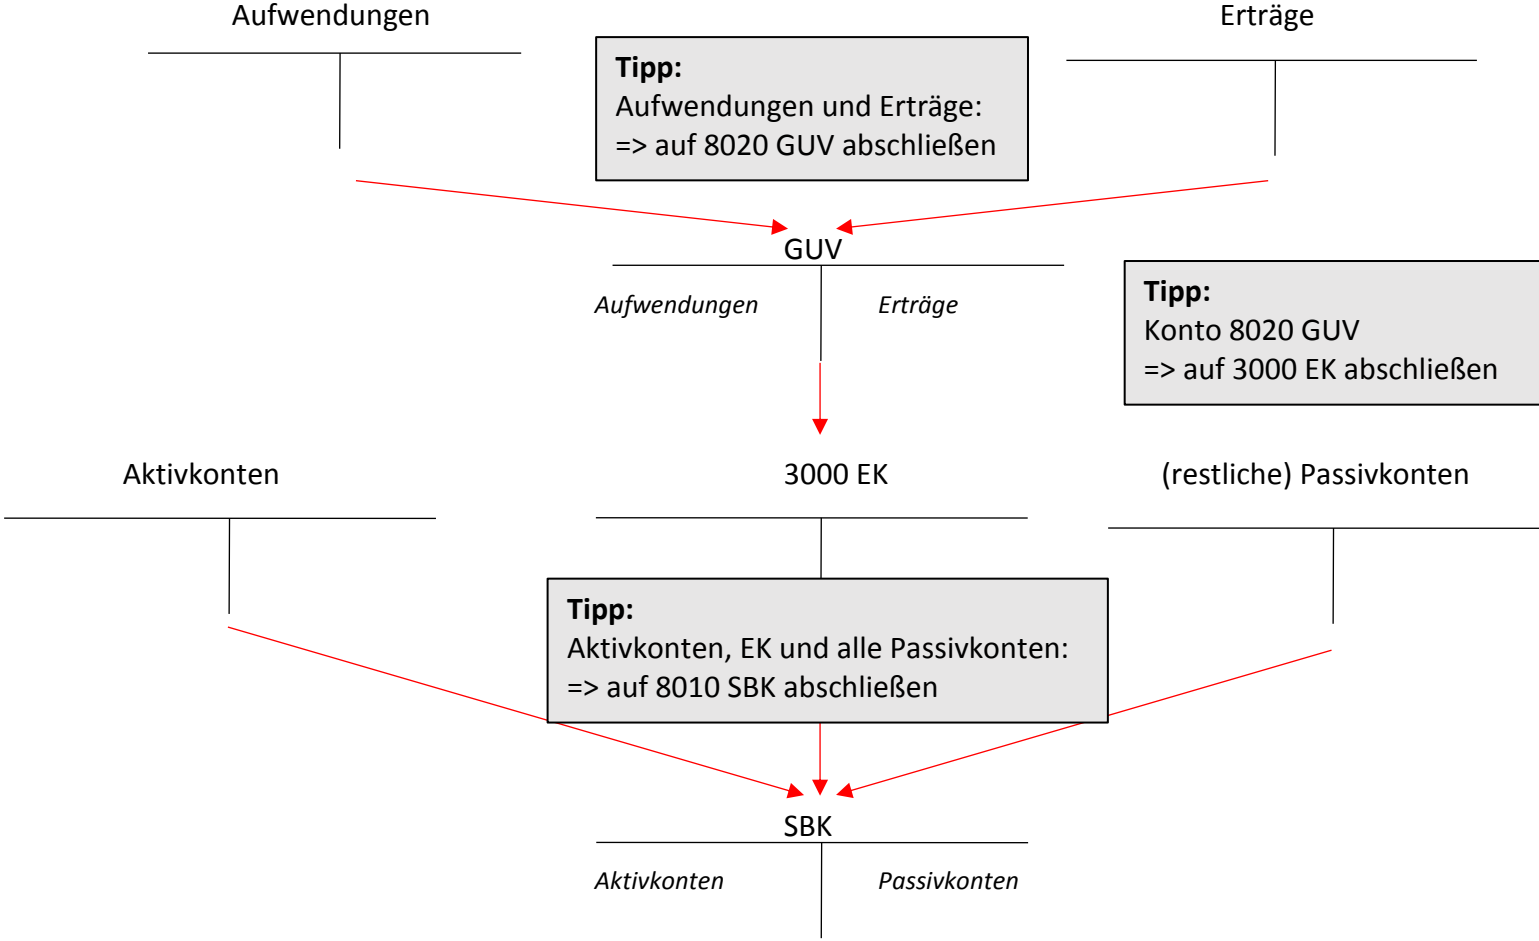 Aufwendungen
Erträge
Tipp:
Aufwendungen und Erträge:
=> auf 8020 GUV abschließen
GUV
Aufwendungen
Erträge
Tipp:
Konto 8020 GUV
=> auf 3000 EK abschließen
Aktivkonten
3000 EK
(restliche) Passivkonten
Tipp:
Aktivkonten, EK und alle Passivkonten:
=> auf 8010 SBK abschließen
SBK
Aktivkonten
Passivkonten